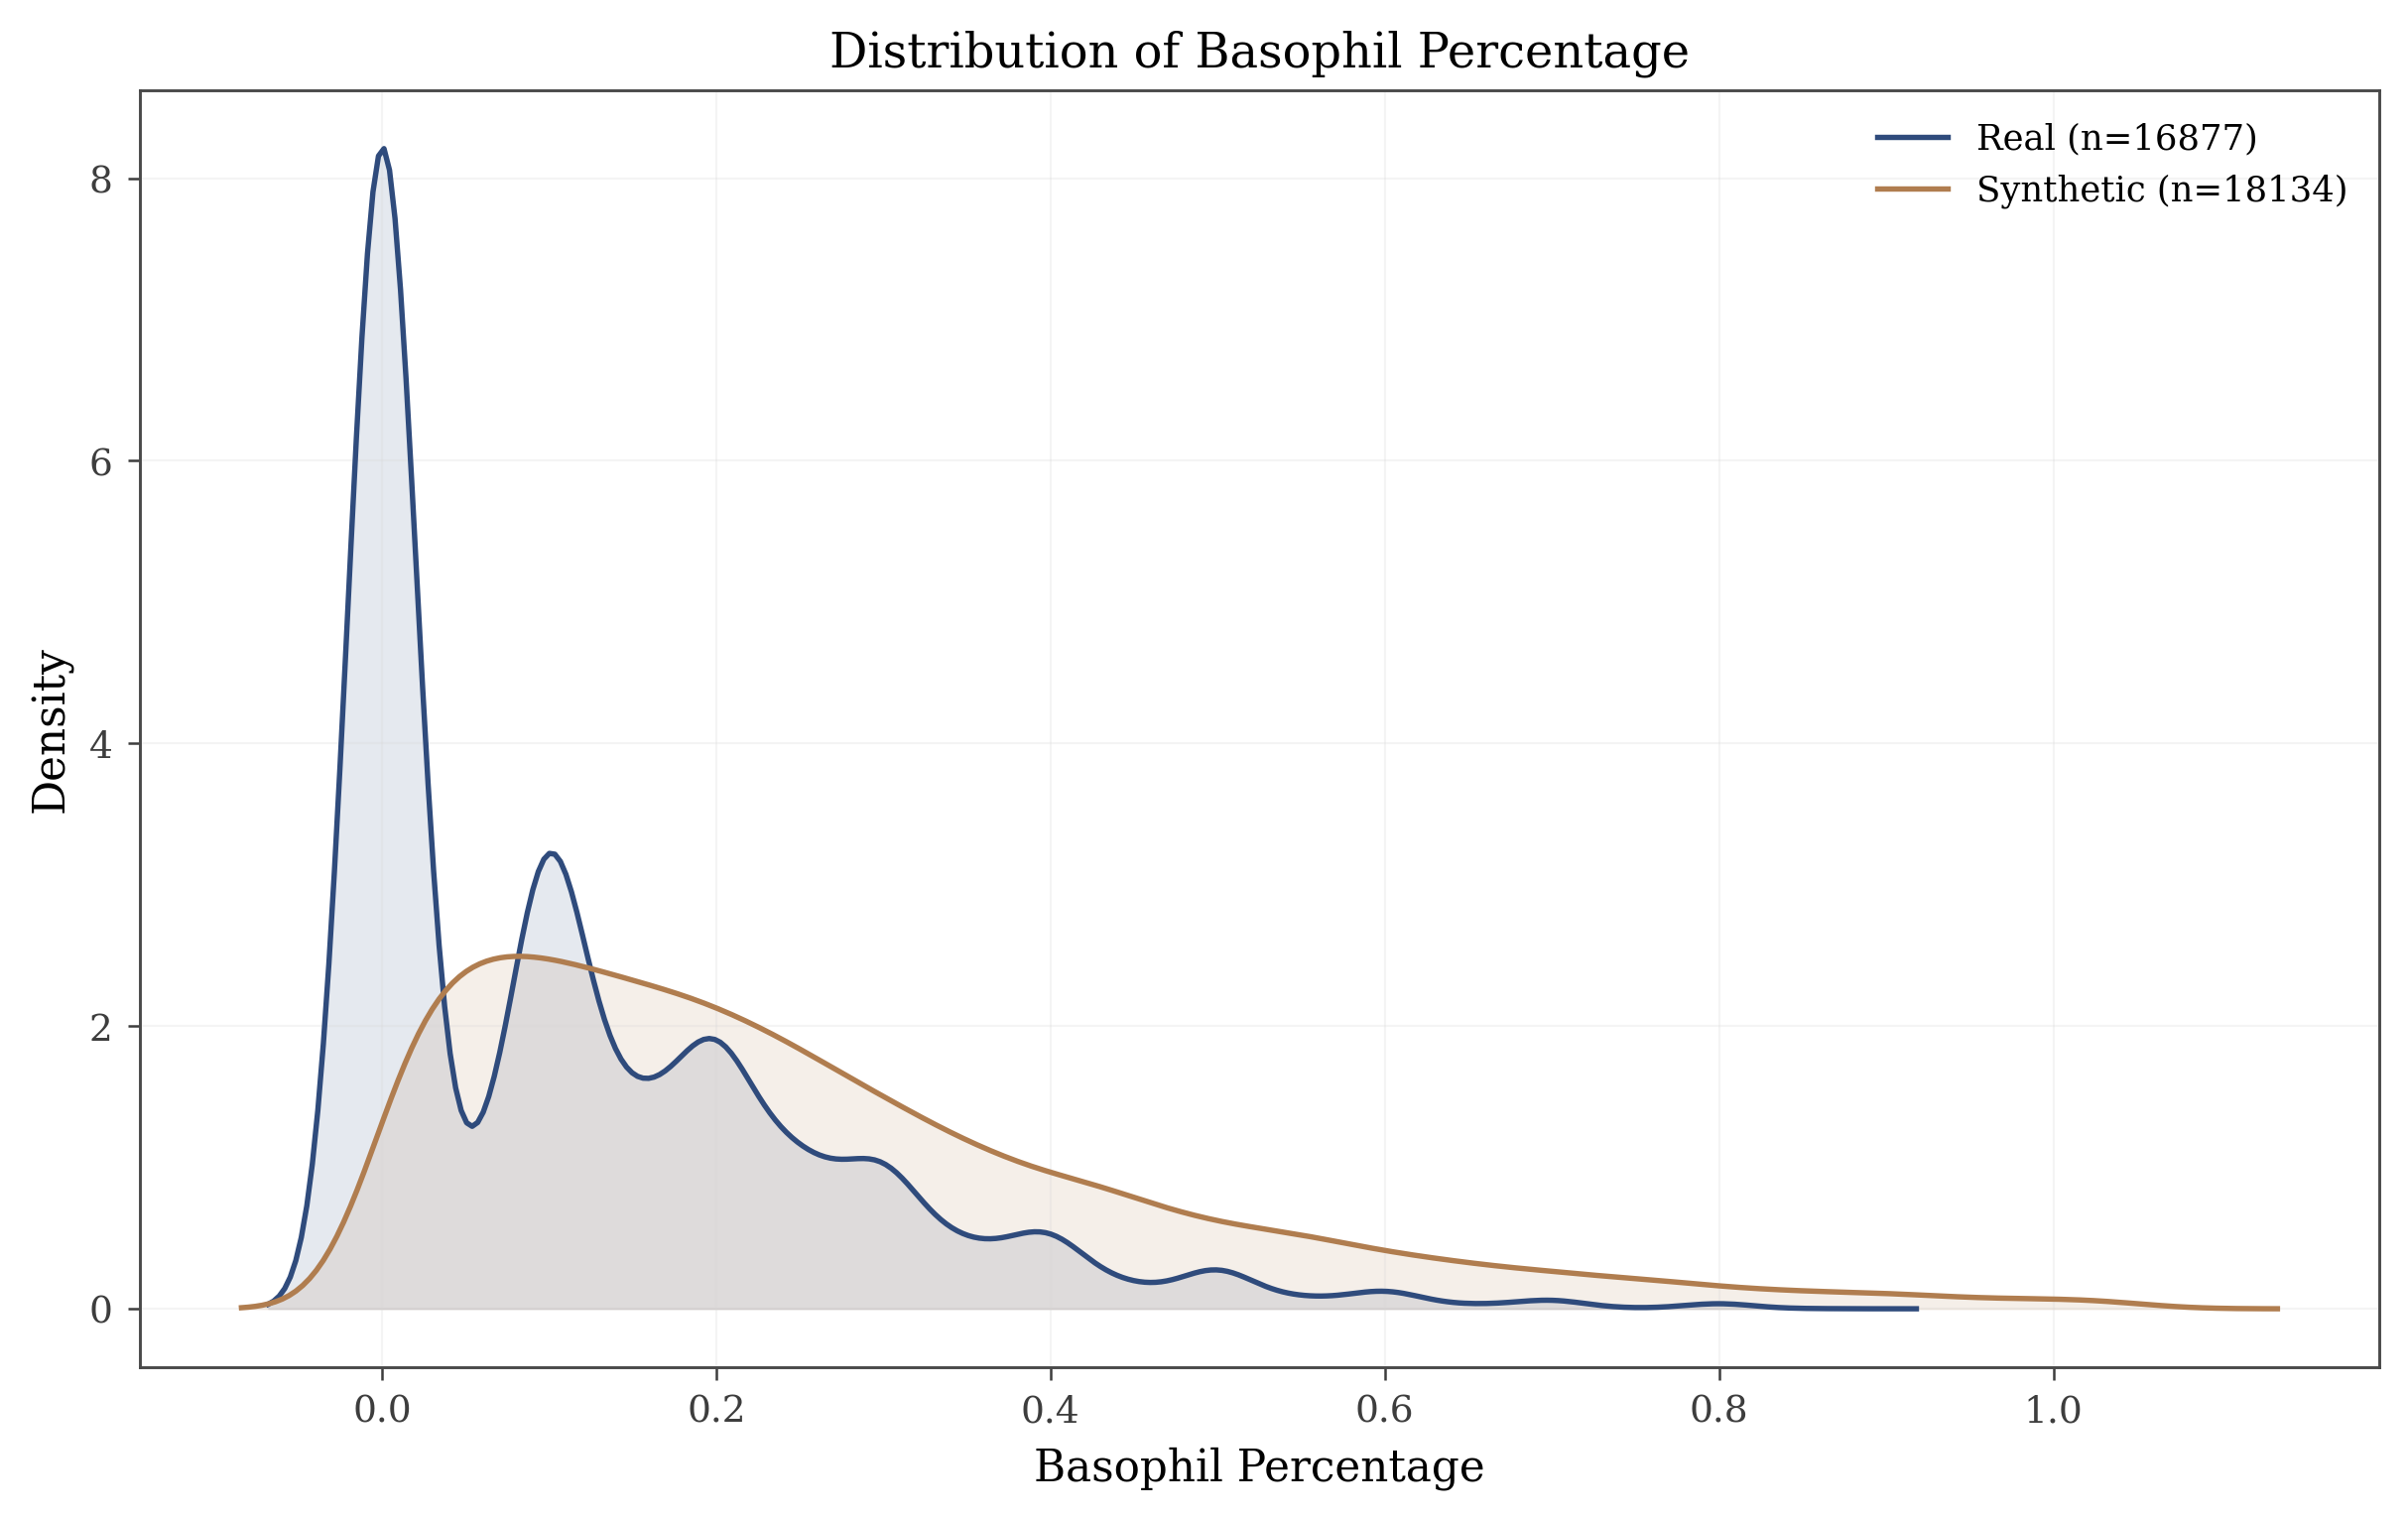 Distribution of Basophil Percentage
Real (n=16877)
Synthetic (n=18134)
8
6
4
2
0
Density
0.0 0.2 0.4 0.6 0.8 1.0
Basophil Percentage